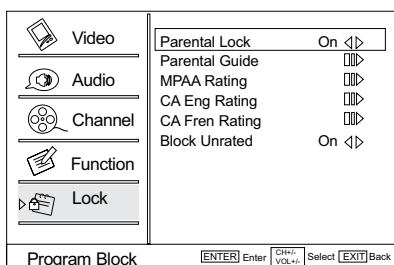 Video
Audio
Channel
Function
Lock
Parental Lock On
Parental Guide
MPAA Rating
CA Eng Rating
CA Fren Rating
Block Unrated On
Program Block
ENTER Enter CH+/- VOL+/- Select EXIT Back